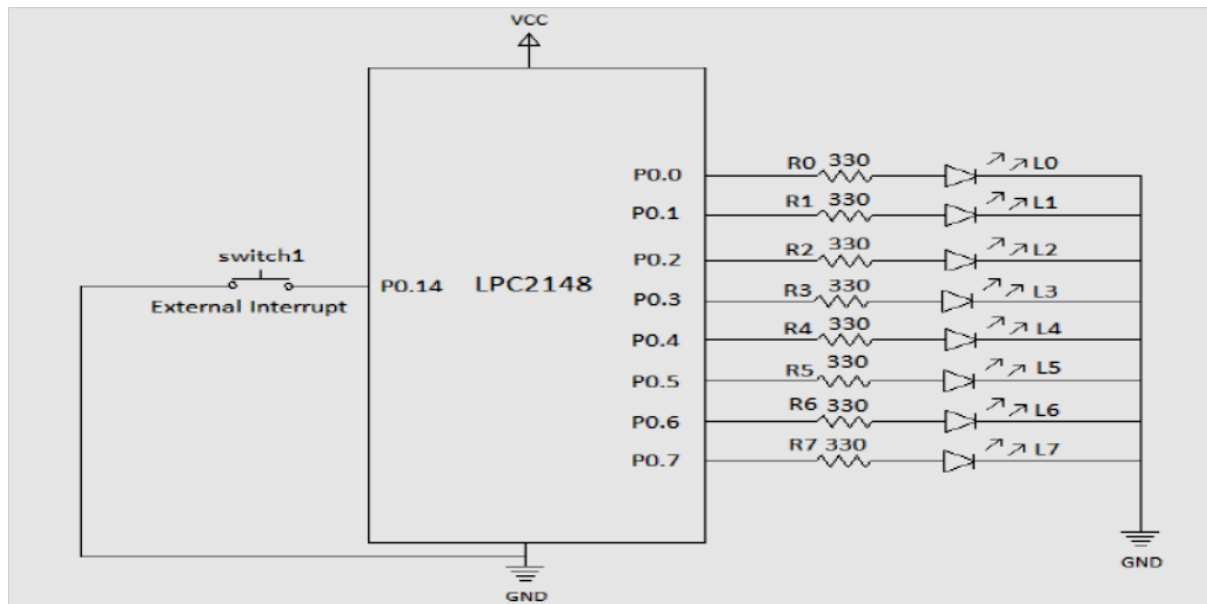 VCC
P0.0 R0 330 L0
P0.1 R1 330 L1
P0.2 R2 330 L2
switch1
P0.14 LPC2148
External Interrupt
P0.3 R3 330 L3
P0.4 R4 330 L4
P0.5 R5 330 L5
P0.6 R6 330 L6
P0.7 R7 330 L7
GND
GND